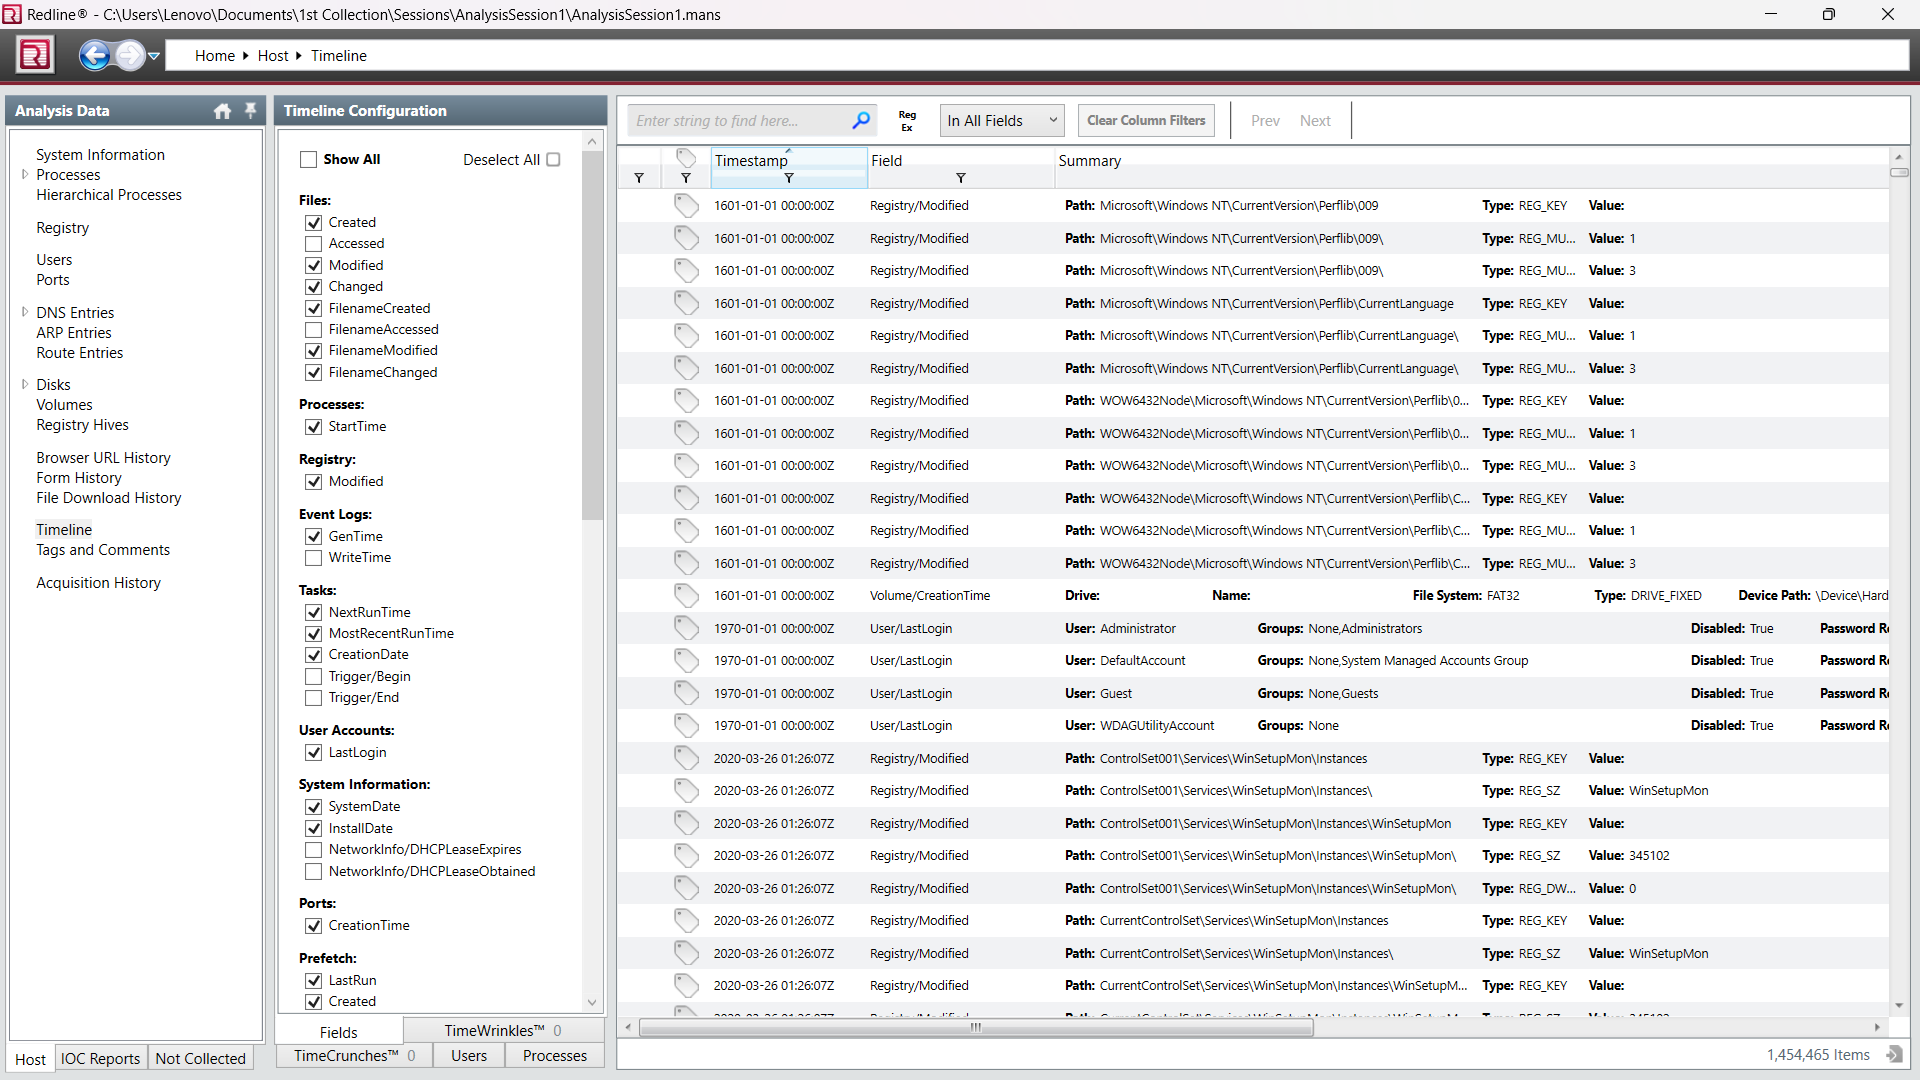 Redline® - C:\Users\Lenovo\Documents\1st Collection\Sessions\AnalysisSession1\AnalysisSession1.mans
Home ▸ Host ▸ Timeline
Analysis Data
System Information
Processes
Hierarchical Processes
Registry
Users
Ports
DNS Entries
ARP Entries
Route Entries
Disks
Volumes
Registry Hives
Browser URL History
Form History
File Download History
Timeline
Tags and Comments
Acquisition History
Host IOC Reports Not Collected
Timeline Configuration
Show All Deselect All
Files:
Created
Accessed
Modified
Changed
FilenameCreated
FilenameAccessed
FilenameModified
FilenameChanged
Processes:
StartTime
Registry:
Modified
Event Logs:
GenTime
WriteTime
Tasks:
NextRunTime
MostRecentRunTime
CreationDate
Trigger/Begin
Trigger/End
User Accounts:
LastLogin
System Information:
SystemDate
InstallDate
NetworkInfo/DHCPLeaseExpires
NetworkInfo/DHCPLeaseObtained
Ports:
CreationTime
Prefetch:
LastRun
Created
Fields TimeWrinkles™ 0
TimeCrunches™ 0 Users Processes
Enter string to find here... Reg Ex In All Fields Clear Column Filters Prev Next
Timestamp Field Summary
1601-01-01 00:00:00Z Registry/Modified Path: Microsoft\Windows NT\CurrentVersion\Perflib\009 Type: REG_KEY Value:
1601-01-01 00:00:00Z Registry/Modified Path: Microsoft\Windows NT\CurrentVersion\Perflib\009\ Type: REG_MU... Value: 1
1601-01-01 00:00:00Z Registry/Modified Path: Microsoft\Windows NT\CurrentVersion\Perflib\009\ Type: REG_MU... Value: 3
1601-01-01 00:00:00Z Registry/Modified Path: Microsoft\Windows NT\CurrentVersion\Perflib\CurrentLanguage Type: REG_KEY Value:
1601-01-01 00:00:00Z Registry/Modified Path: Microsoft\Windows NT\CurrentVersion\Perflib\CurrentLanguage\ Type: REG_MU... Value: 1
1601-01-01 00:00:00Z Registry/Modified Path: Microsoft\Windows NT\CurrentVersion\Perflib\CurrentLanguage\ Type: REG_MU... Value: 3
1601-01-01 00:00:00Z Registry/Modified Path: WOW6432Node\Microsoft\Windows NT\CurrentVersion\Perflib\0... Type: REG_KEY Value:
1601-01-01 00:00:00Z Registry/Modified Path: WOW6432Node\Microsoft\Windows NT\CurrentVersion\Perflib\0... Type: REG_MU... Value: 1
1601-01-01 00:00:00Z Registry/Modified Path: WOW6432Node\Microsoft\Windows NT\CurrentVersion\Perflib\0... Type: REG_MU... Value: 3
1601-01-01 00:00:00Z Registry/Modified Path: WOW6432Node\Microsoft\Windows NT\CurrentVersion\Perflib\C... Type: REG_KEY Value:
1601-01-01 00:00:00Z Registry/Modified Path: WOW6432Node\Microsoft\Windows NT\CurrentVersion\Perflib\C... Type: REG_MU... Value: 1
1601-01-01 00:00:00Z Registry/Modified Path: WOW6432Node\Microsoft\Windows NT\CurrentVersion\Perflib\C... Type: REG_MU... Value: 3
1601-01-01 00:00:00Z Volume/CreationTime Drive: Name: File System: FAT32 Type: DRIVE_FIXED Device Path: \Device\Hard
1970-01-01 00:00:00Z User/LastLogin User: Administrator Groups: None,Administrators Disabled: True Password Re
1970-01-01 00:00:00Z User/LastLogin User: DefaultAccount Groups: None,System Managed Accounts Group Disabled: True Password Re
1970-01-01 00:00:00Z User/LastLogin User: Guest Groups: None,Guests Disabled: True Password Re
1970-01-01 00:00:00Z User/LastLogin User: WDAGUtilityAccount Groups: None Disabled: True Password Re
2020-03-26 01:26:07Z Registry/Modified Path: ControlSet001\Services\WinSetupMon\Instances Type: REG_KEY Value:
2020-03-26 01:26:07Z Registry/Modified Path: ControlSet001\Services\WinSetupMon\Instances\ Type: REG_SZ Value: WinSetupMon
2020-03-26 01:26:07Z Registry/Modified Path: ControlSet001\Services\WinSetupMon\Instances\WinSetupMon Type: REG_KEY Value:
2020-03-26 01:26:07Z Registry/Modified Path: ControlSet001\Services\WinSetupMon\Instances\WinSetupMon\ Type: REG_SZ Value: 345102
2020-03-26 01:26:07Z Registry/Modified Path: ControlSet001\Services\WinSetupMon\Instances\WinSetupMon\ Type: REG_DW... Value: 0
2020-03-26 01:26:07Z Registry/Modified Path: CurrentControlSet\Services\WinSetupMon\Instances Type: REG_KEY Value:
2020-03-26 01:26:07Z Registry/Modified Path: CurrentControlSet\Services\WinSetupMon\Instances\ Type: REG_SZ Value: WinSetupMon
2020-03-26 01:26:07Z Registry/Modified Path: CurrentControlSet\Services\WinSetupMon\Instances\WinSetupM... Type: REG_KEY Value:
1,454,465 Items